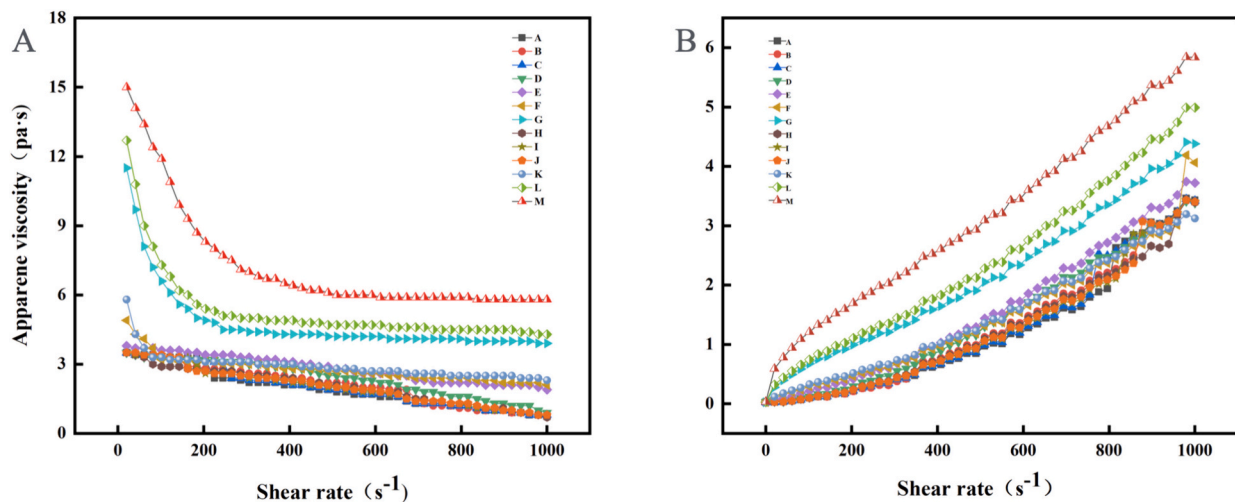 A
Apparene viscosity（pa·s)
18
15
12
9
6
3
0
A
B
C
D
E
F
G
H
I
J
K
L
M
0 200 400 600 800 1000
Shear rate（s-1)
B
6
5
4
3
2
1
0
A
B
C
D
E
F
G
H
I
J
K
L
M
0 200 400 600 800 1000
Shear rate（s-1）